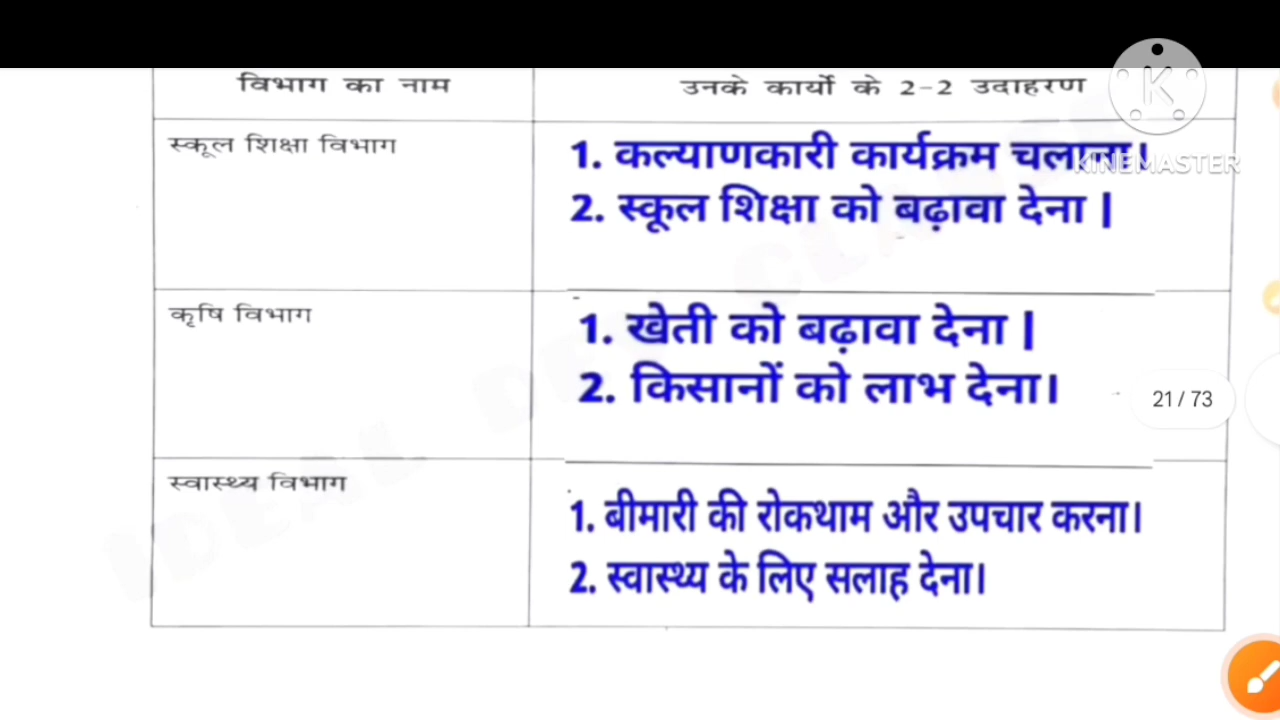 विभाग का नाम
उनके कार्यो के 2-2 उदाहरण
स्कूल शिक्षा विभाग
1. कल्याणकारी कार्यक्रम चलाना।
2. स्कूल शिक्षा को बढ़ावा देना |
कृषि विभाग
1. खेती को बढ़ावा देना |
2. किसानों को लाभ देना।
स्वास्थ्य विभाग
1. बीमारी की रोकथाम और उपचार करना।
2. स्वास्थ्य के लिए सलाह देना।
21 / 73
K
KINEMASTER
IDEAL